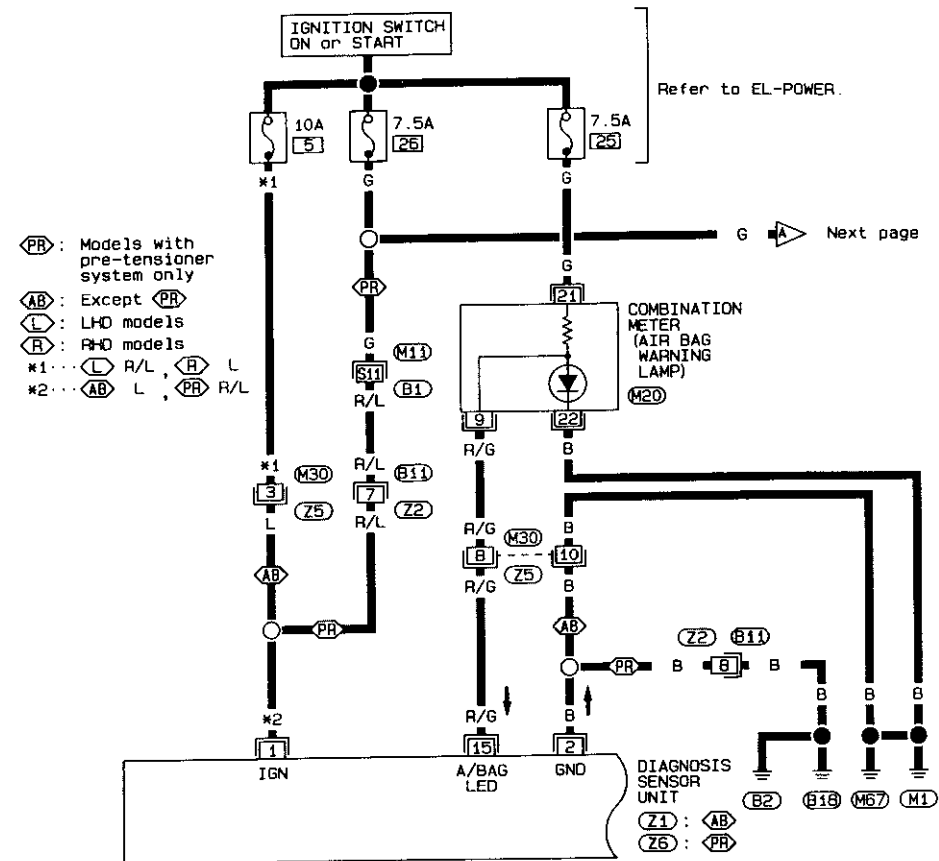 IGNITION SWITCH
ON or START
Refer to EL-POWER.
10A
5
7.5A
26
7.5A
25
*1
G
G
G
A
Next page
PR : Models with
pre-tensioner
system only
AB : Except PR
L : LHD models
R : RHD models
*1··· L R/L , R L
*2··· AB L , PR R/L
PR
G
21
COMBINATION
METER
(AIR BAG
WARNING
LAMP)
M20
G
M11
S11
B1
R/L
9
22
R/G
B
*1
M30
3
Z5
L
R/L
B11
7
Z2
R/L
R/G
M30
8
Z5
R/G
B
10
B
AB
PR
AB
Z2
B11
PR
B
8
B
*2
R/G
B
B
B
B
1
15
2
IGN
A/BAG
LED
GND
DIAGNOSIS
SENSOR
UNIT
Z1 : AB
Z6 : PR
B2
B18
M67
M1